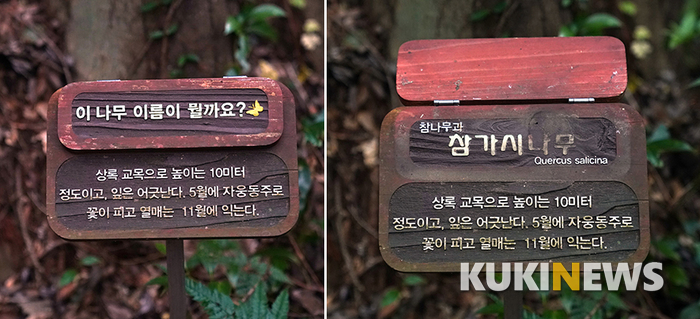 이 나무 이름이 뭘까요?
상록 교목으로 높이는 10미터
정도이고, 잎은 어긋난다. 5월에 자웅동주로
꽃이 피고 열매는 11월에 익는다.
참나무과
참가시나무
Quercus salicina
상록 교목으로 높이는 10미터
정도이고, 잎은 어긋난다. 5월에 자웅동주로
꽃이 피고 열매는 11월에 익는다.
KUKINEWS